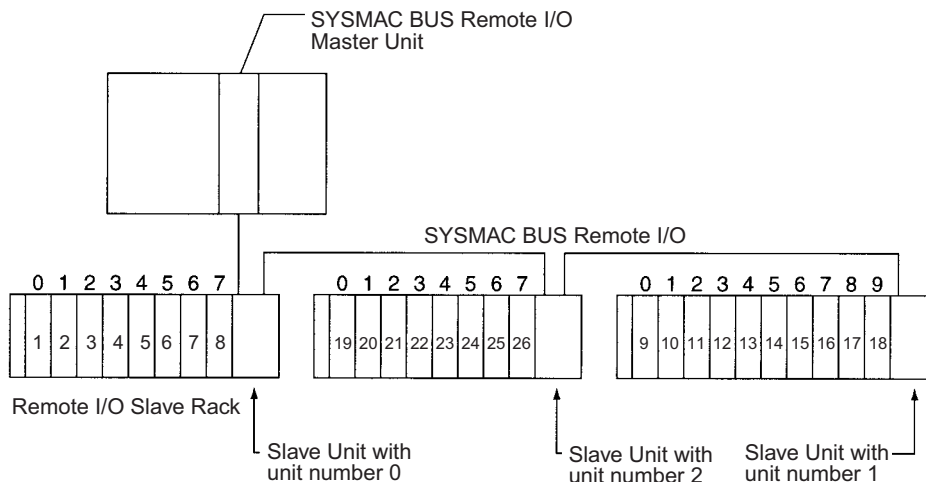 SYSMAC BUS Remote I/O
Master Unit
SYSMAC BUS Remote I/O
0 1 2 3 4 5 6 7
0 1 2 3 4 5 6 7
0 1 2 3 4 5 6 7 8 9
1 2 3 4 5 6 7 8
19 20 21 22 23 24 25 26
9 10 11 12 13 14 15 16 17 18
Remote I/O Slave Rack
Slave Unit with
unit number 0
Slave Unit with
unit number 2
Slave Unit with
unit number 1